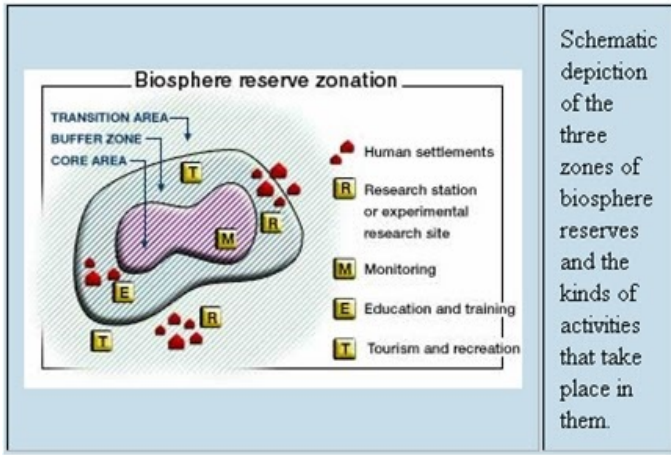 Biosphere reserve zonation
TRANSITION AREA
BUFFER ZONE
CORE AREA
T
R
M
E
T
R
Human settlements
R Research station
or experimental
research site
M Monitoring
E Education and training
T Tourism and recreation
Schematic
depiction
of the
three
zones of
biosphere
reserves
and the
kinds of
activities
that take
place in
them.